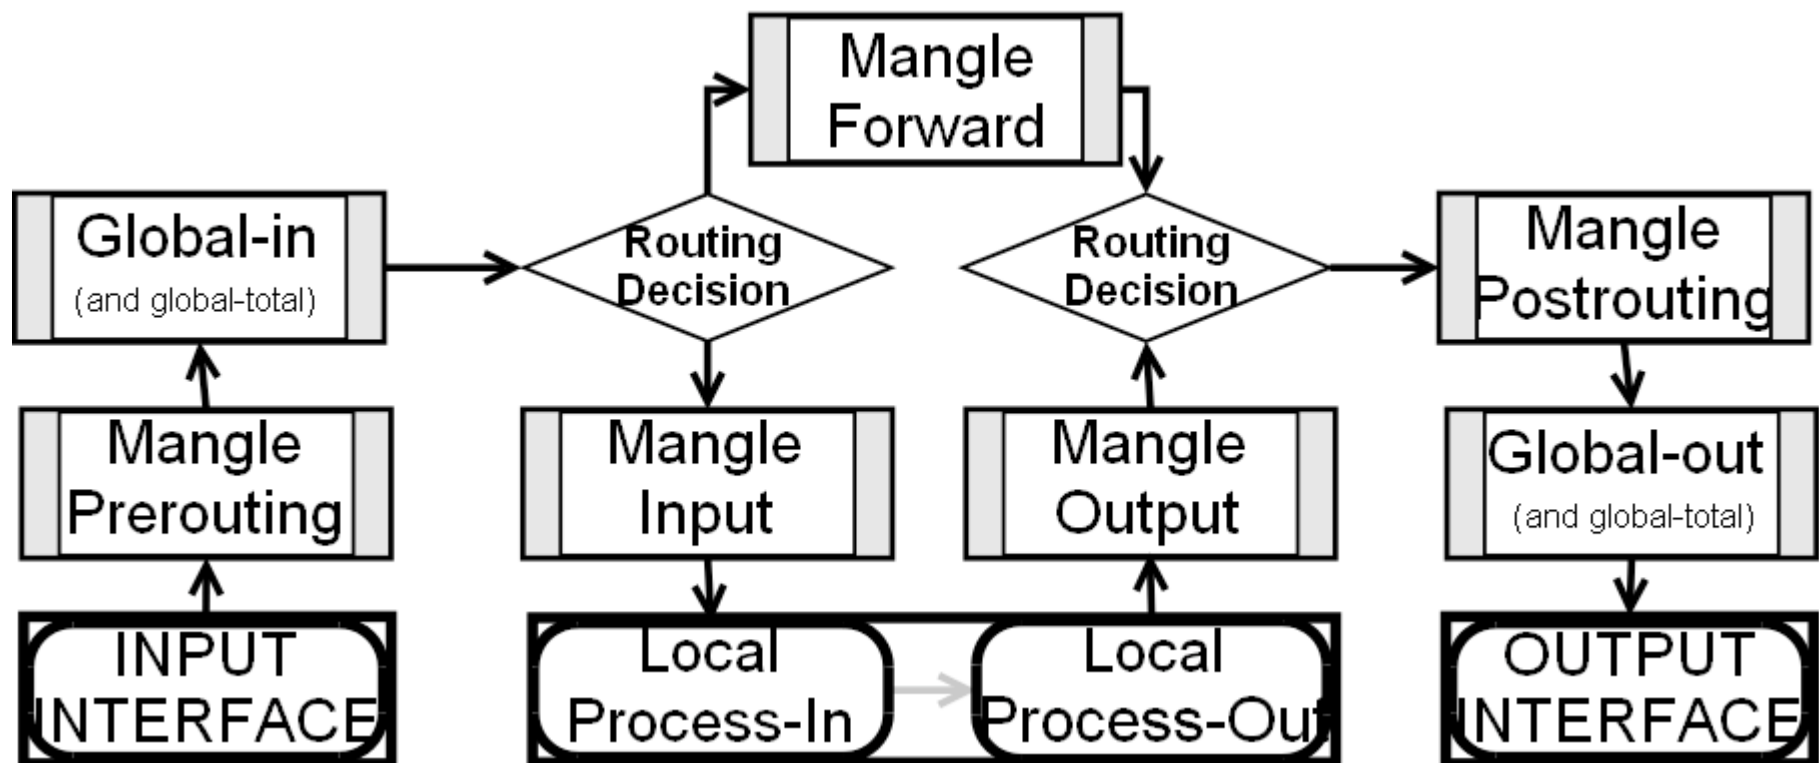 Mangle
Forward
Global-in
(and global-total)
Routing
Decision
Routing
Decision
Mangle
Postrouting
Mangle
Prerouting
Mangle
Input
Mangle
Output
Global-out
(and global-total)
INPUT
INTERFACE
Local
Process-In
Local
Process-Out
OUTPUT
INTERFACE